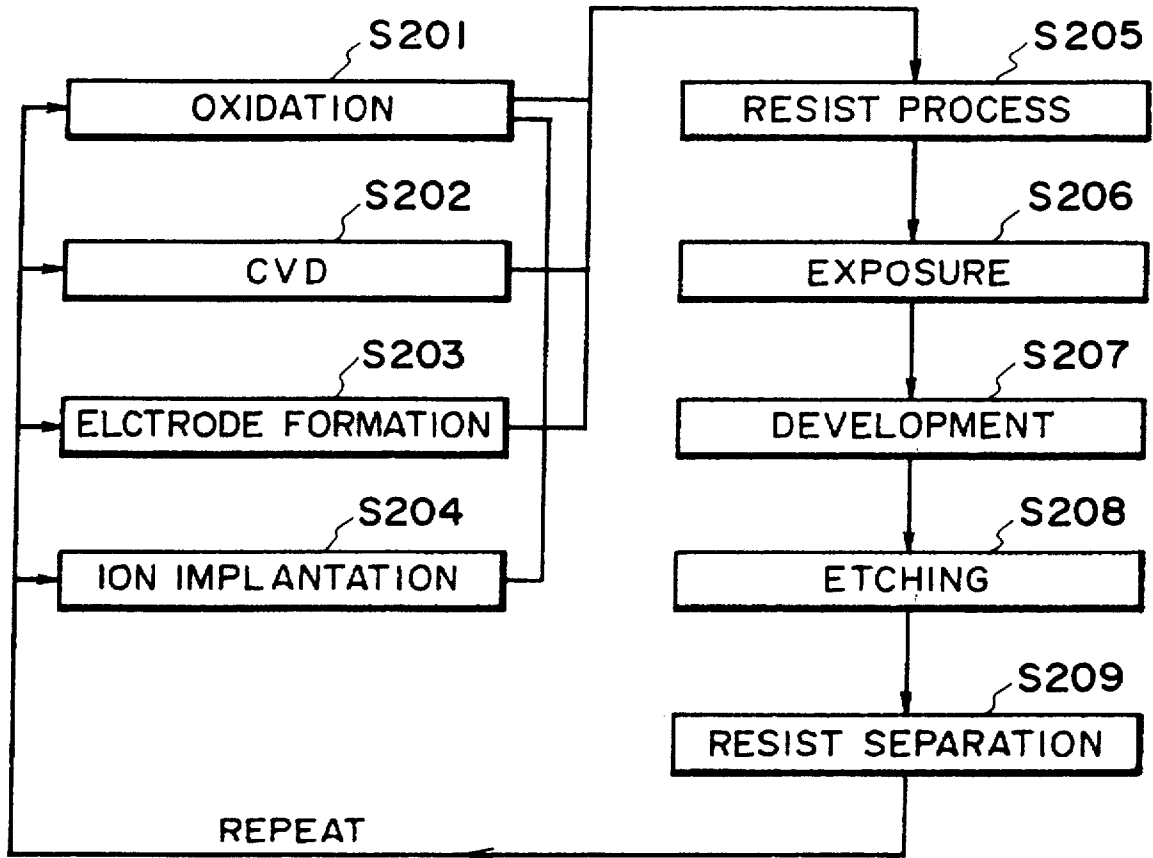 S201
OXIDATION
S202
CVD
S203
ELCTRODE FORMATION
S204
ION IMPLANTATION
S205
RESIST PROCESS
S206
EXPOSURE
S207
DEVELOPMENT
S208
ETCHING
S209
RESIST SEPARATION
REPEAT